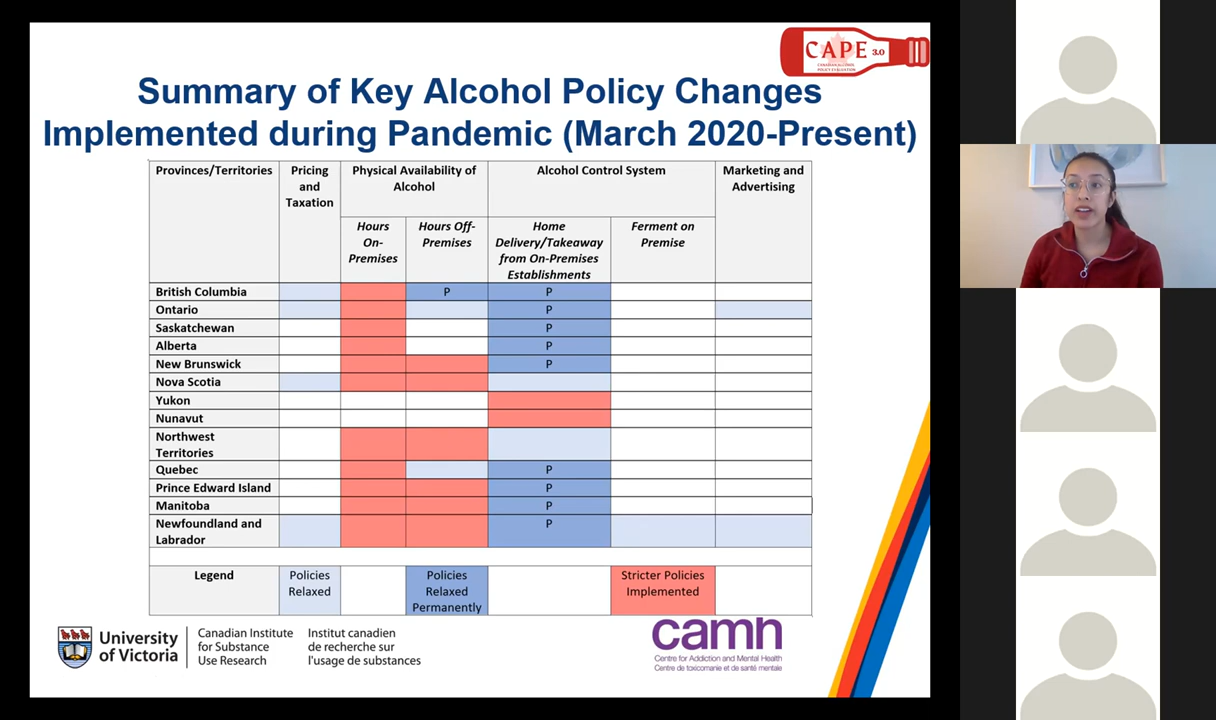 CAPE 3.0
CANADIAN ALCOHOL
POLICY EVALUATION
Summary of Key Alcohol Policy Changes
Implemented during Pandemic (March 2020-Present)
Provinces/Territories
Pricing
and
Taxation
Physical Availability of
Alcohol
Alcohol Control System
Marketing and
Advertising
Hours
On-
Premises
Hours Off-
Premises
Home
Delivery/Takeaway
from On-Premises
Establishments
Ferment on
Premise
British Columbia P P
Ontario P
Saskatchewan P
Alberta P
New Brunswick P
Nova Scotia
Yukon
Nunavut
Northwest
Territories
Quebec P
Prince Edward Island P
Manitoba P
Newfoundland and P
Labrador
Legend
Policies
Relaxed
Policies
Relaxed
Permanently
Stricter Policies
Implemented
University
of Victoria
Canadian Institute
for Substance
Use Research
Institut canadien
de recherche sur
l'usage de substances
camh
Centre for Addiction and Mental Health
Centre de toxicomanie et de santé mentale